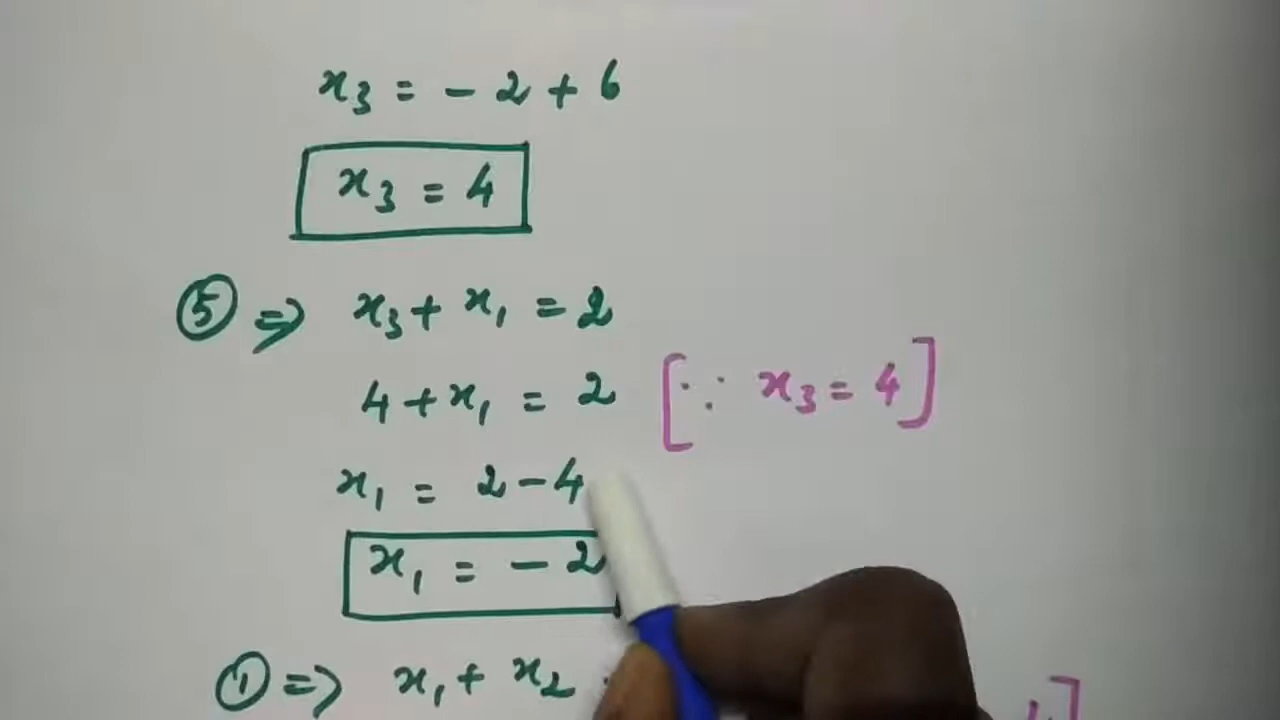 x₃ = - 2 + 6
x₃ = 4
⑤ ⇒ x₃ + x₁ = 2
4 + x₁ = 2 [∵ x₃ = 4]
x₁ = 2 - 4
x₁ = - 2
① ⇒ x₁ + x₂